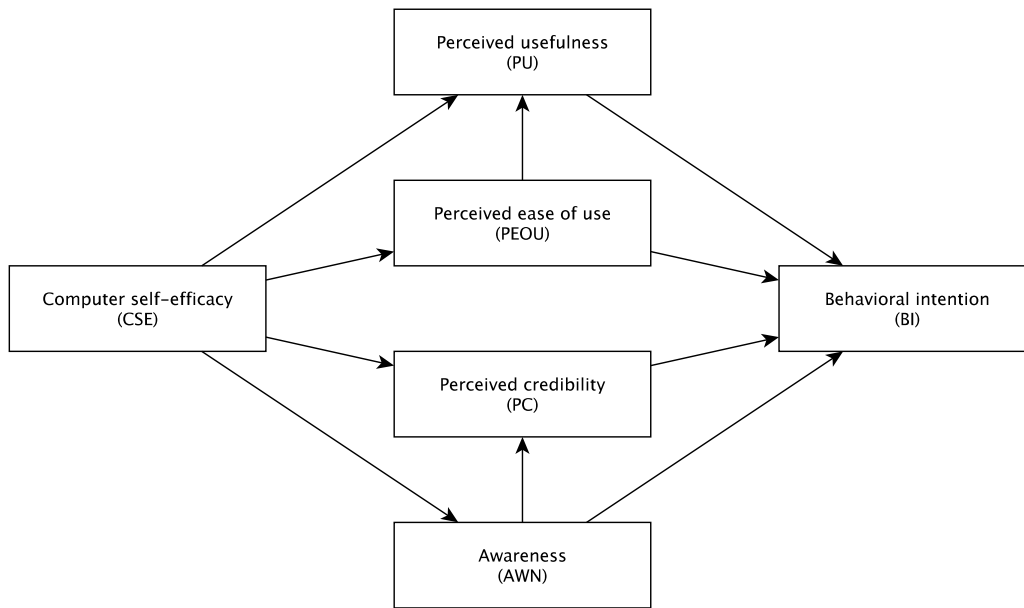 Perceived usefulness
(PU)
Perceived ease of use
(PEOU)
Computer self-efficacy
(CSE)
Behavioral intention
(BI)
Perceived credibility
(PC)
Awareness
(AWN)